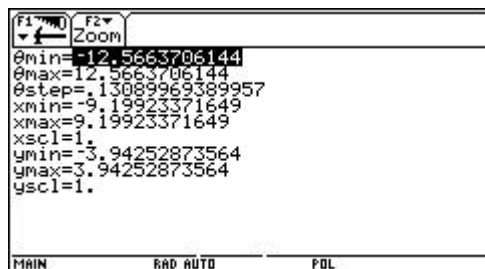 F1 F2
Zoom
θmin=-12.5663706144
θmax=12.5663706144
θstep=.13089969389957
xmin=-9.19923371649
xmax=9.19923371649
xscl=1.
ymin=-3.94252873564
ymax=3.94252873564
yscl=1.
MAIN RAD AUTO POL